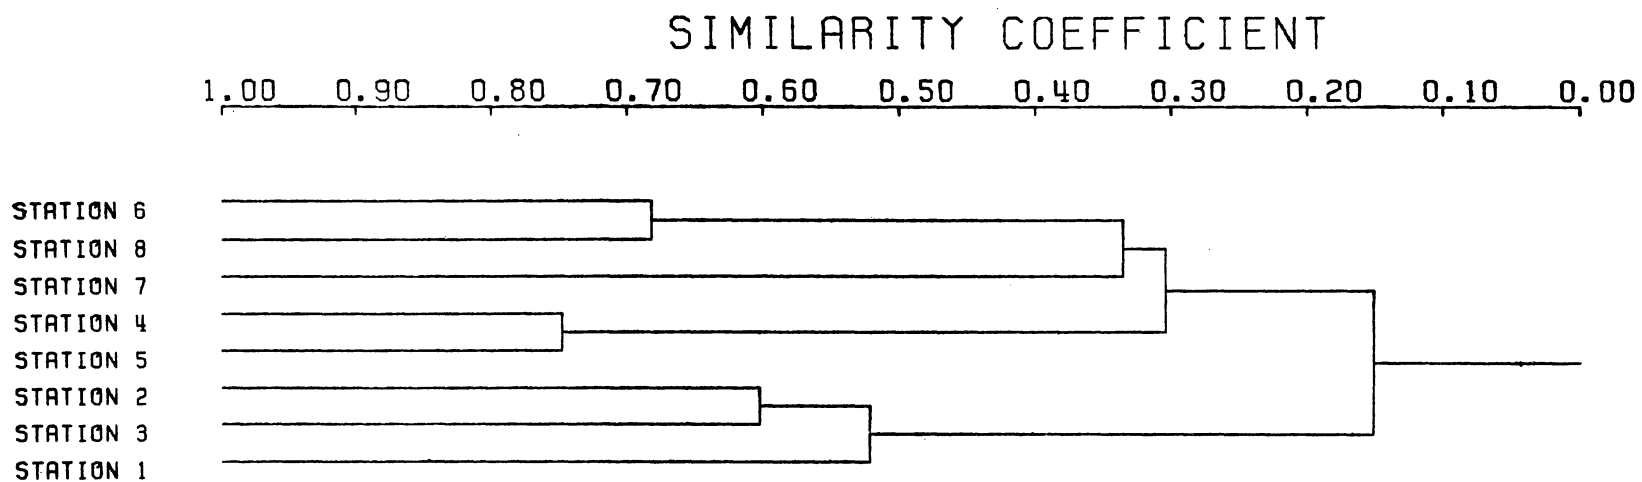 SIMILARITY COEFFICIENT
1.00 0.90 0.80 0.70 0.60 0.50 0.40 0.30 0.20 0.10 0.00
STATION 6
STATION 8
STATION 7
STATION 4
STATION 5
STATION 2
STATION 3
STATION 1